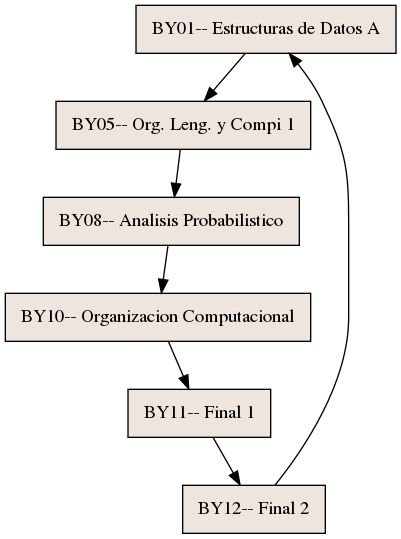 BY01-- Estructuras de Datos A
BY05-- Org. Leng. y Compi 1
BY08-- Analisis Probabilistico
BY10-- Organizacion Computacional
BY11-- Final 1
BY12-- Final 2